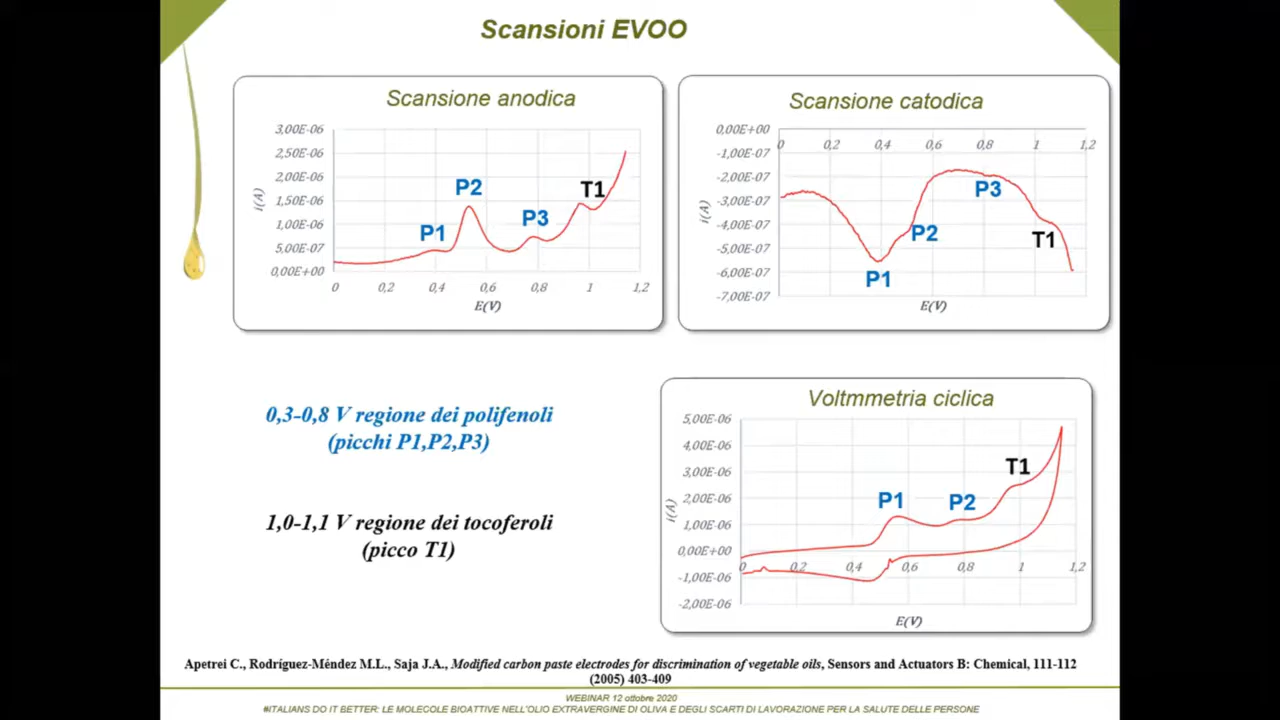 Scansioni EVOO
Scansione anodica
3,00E-06
2,50E-06
2,00E-06
1,50E-06
1,00E-06
5,00E-07
0,00E+00
i(A)
P1
P2
P3
T1
0 0,2 0,4 0,6 0,8 1 1,2
E(V)
Scansione catodica
0,00E+00
-1,00E-07
-2,00E-07
-3,00E-07
-4,00E-07
-5,00E-07
-6,00E-07
-7,00E-07
i(A)
0 0,2 0,4 0,6 0,8 1 1,2
P3
P2
T1
P1
E(V)
0,3-0,8 V regione dei polifenoli
(picchi P1,P2,P3)
1,0-1,1 V regione dei tocoferoli
(picco T1)
Voltmmetria ciclica
5,00E-06
4,00E-06
3,00E-06
2,00E-06
1,00E-06
0,00E+00
-1,00E-06
-2,00E-06
i(A)
P1
P2
T1
0 0,2 0,4 0,6 0,8 1 1,2
E(V)
Apetrei C., Rodríguez-Méndez M.L., Saja J.A., Modified carbon paste electrodes for discrimination of vegetable oils, Sensors and Actuators B: Chemical, 111-112
(2005) 403-409
WEBINAR 12 ottobre 2020
#ITALIANS DO IT BETTER: LE MOLECOLE BIOATTIVE NELL'OLIO EXTRAVERGINE DI OLIVA E DEGLI SCARTI DI LAVORAZIONE PER LA SALUTE DELLE PERSONE